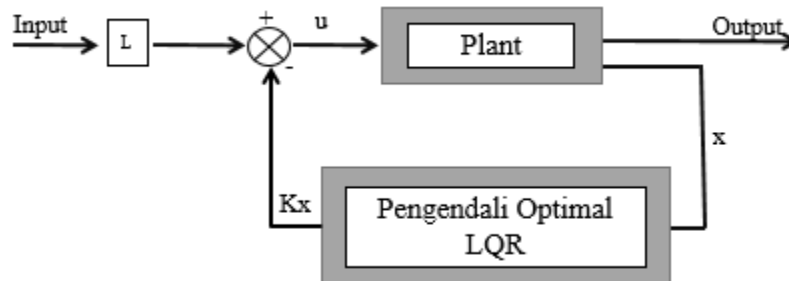 Input
L
+
-
u
Plant
Output
x
Kx
Pengendali Optimal
LQR